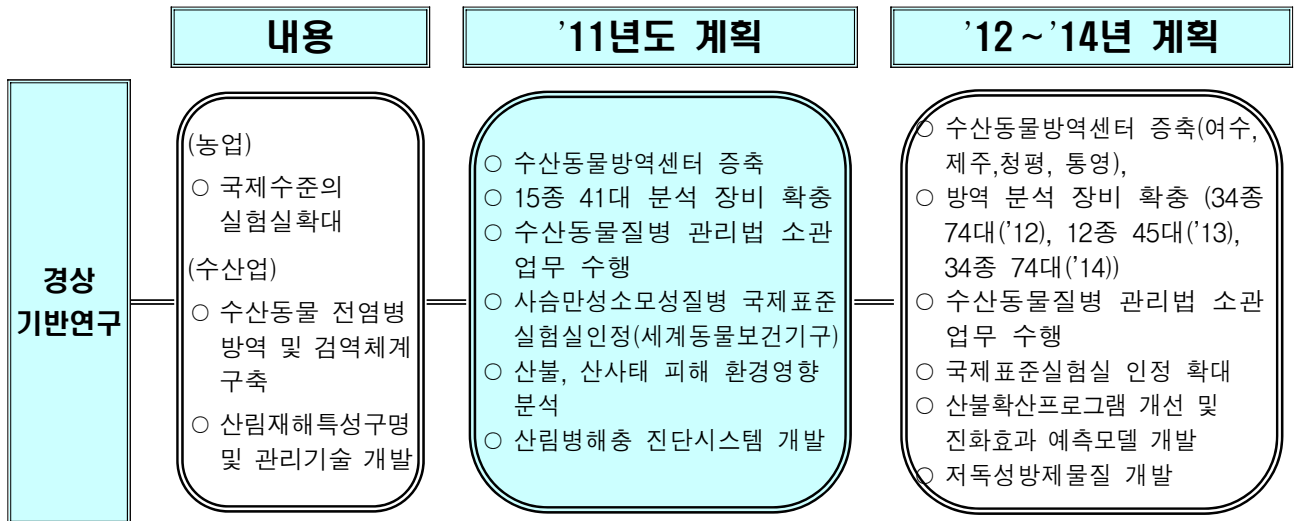 내용
'11년도 계획
'12～'14년 계획
경상
기반연구
(농업)
○ 국제수준의
실험실확대
(수산업)
○ 수산동물 전염병
방역 및 검역체계
구축
○ 산림재해특성구명
및 관리기술 개발
○ 수산동물방역센터 증축
○ 15종 41대 분석 장비 확충
○ 수산동물질병 관리법 소관
업무 수행
○ 사슴만성소모성질병 국제표준
실험실인정(세계동물보건기구)
○ 산불, 산사태 피해 환경영향
분석
○ 산림병해충 진단시스템 개발
○ 수산동물방역센터 증축(여수,
제주,청평, 통영),
○ 방역 분석 장비 확충 (34종
74대('12), 12종 45대('13),
34종 74대('14))
○ 수산동물질병 관리법 소관
업무 수행
○ 국제표준실험실 인정 확대
○ 산불확산프로그램 개선 및
진화효과 예측모델 개발
○ 저독성방제물질 개발